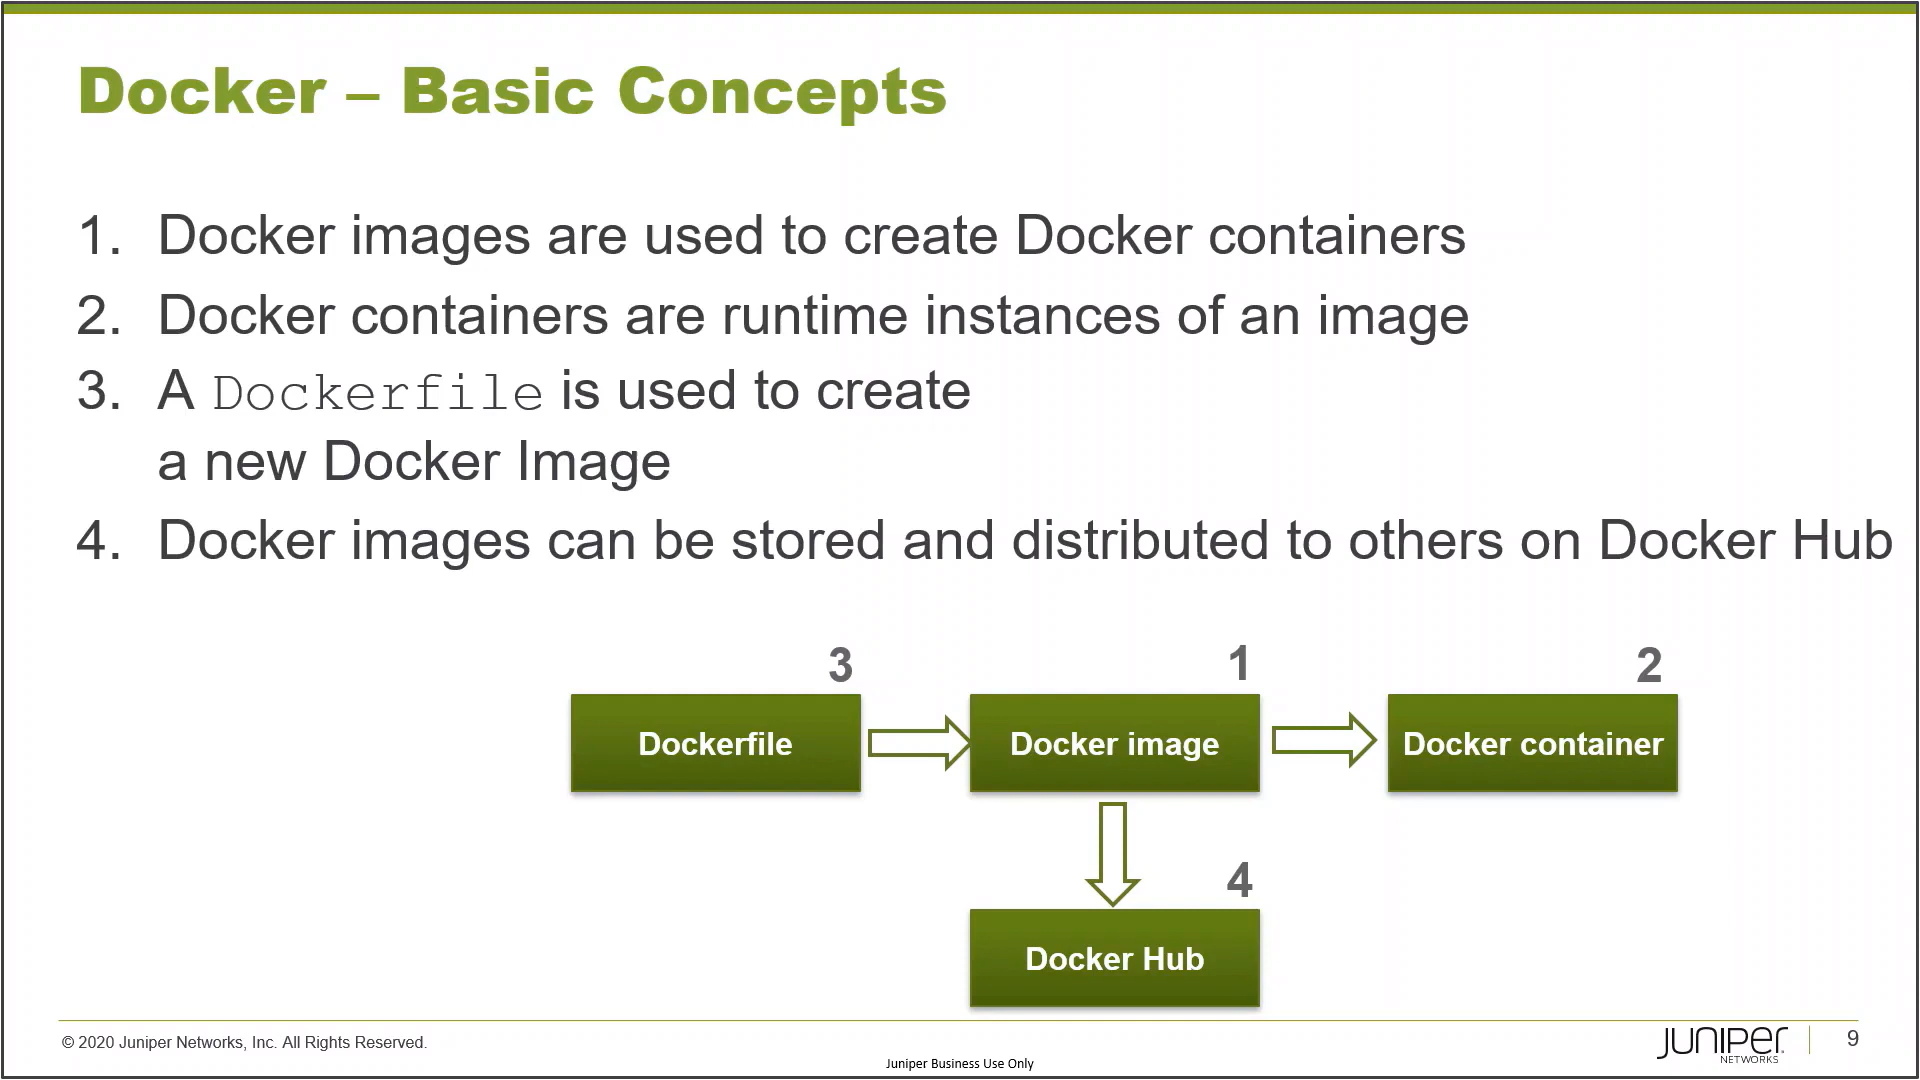 Docker – Basic Concepts
1. Docker images are used to create Docker containers
2. Docker containers are runtime instances of an image
3. A Dockerfile is used to create
a new Docker Image
4. Docker images can be stored and distributed to others on Docker Hub
3
1
2
Dockerfile
Docker image
Docker container
4
Docker Hub
© 2020 Juniper Networks, Inc. All Rights Reserved.
JUNIPER
NETWORKS
9
Juniper Business Use Only